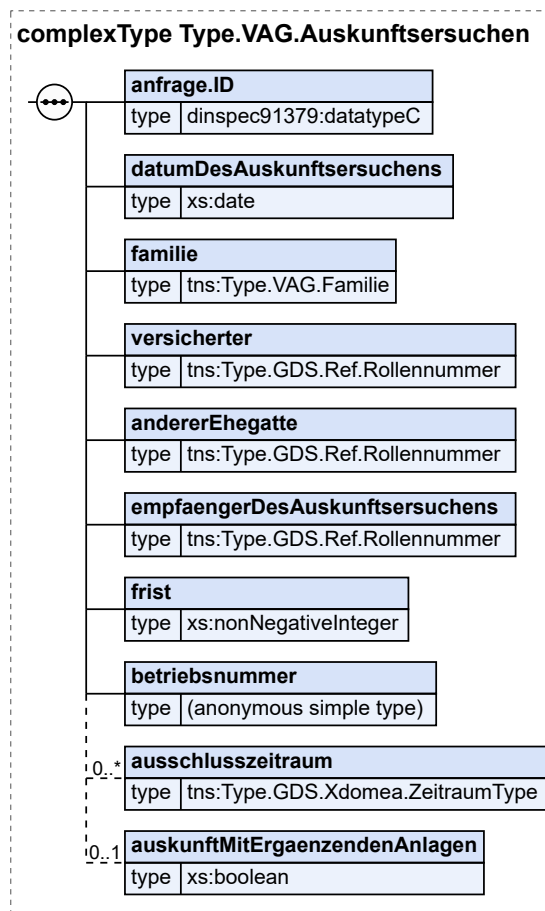 complexType Type.VAG.Auskunftsersuchen
anfrage.ID
type dinspec91379:datatypeC
datumDesAuskunftsersuchens
type xs:date
familie
type tns:Type.VAG.Familie
versicherter
type tns:Type.GDS.Ref.Rollennummer
andererEhegatte
type tns:Type.GDS.Ref.Rollennummer
empfaengerDesAuskunftsersuchens
type tns:Type.GDS.Ref.Rollennummer
frist
type xs:nonNegativeInteger
betriebsnummer
type (anonymous simple type)
0..* ausschlusszeitraum
type tns:Type.GDS.Xdomea.ZeitraumType
0..1 auskunftMitErgaenzendenAnlagen
type xs:boolean